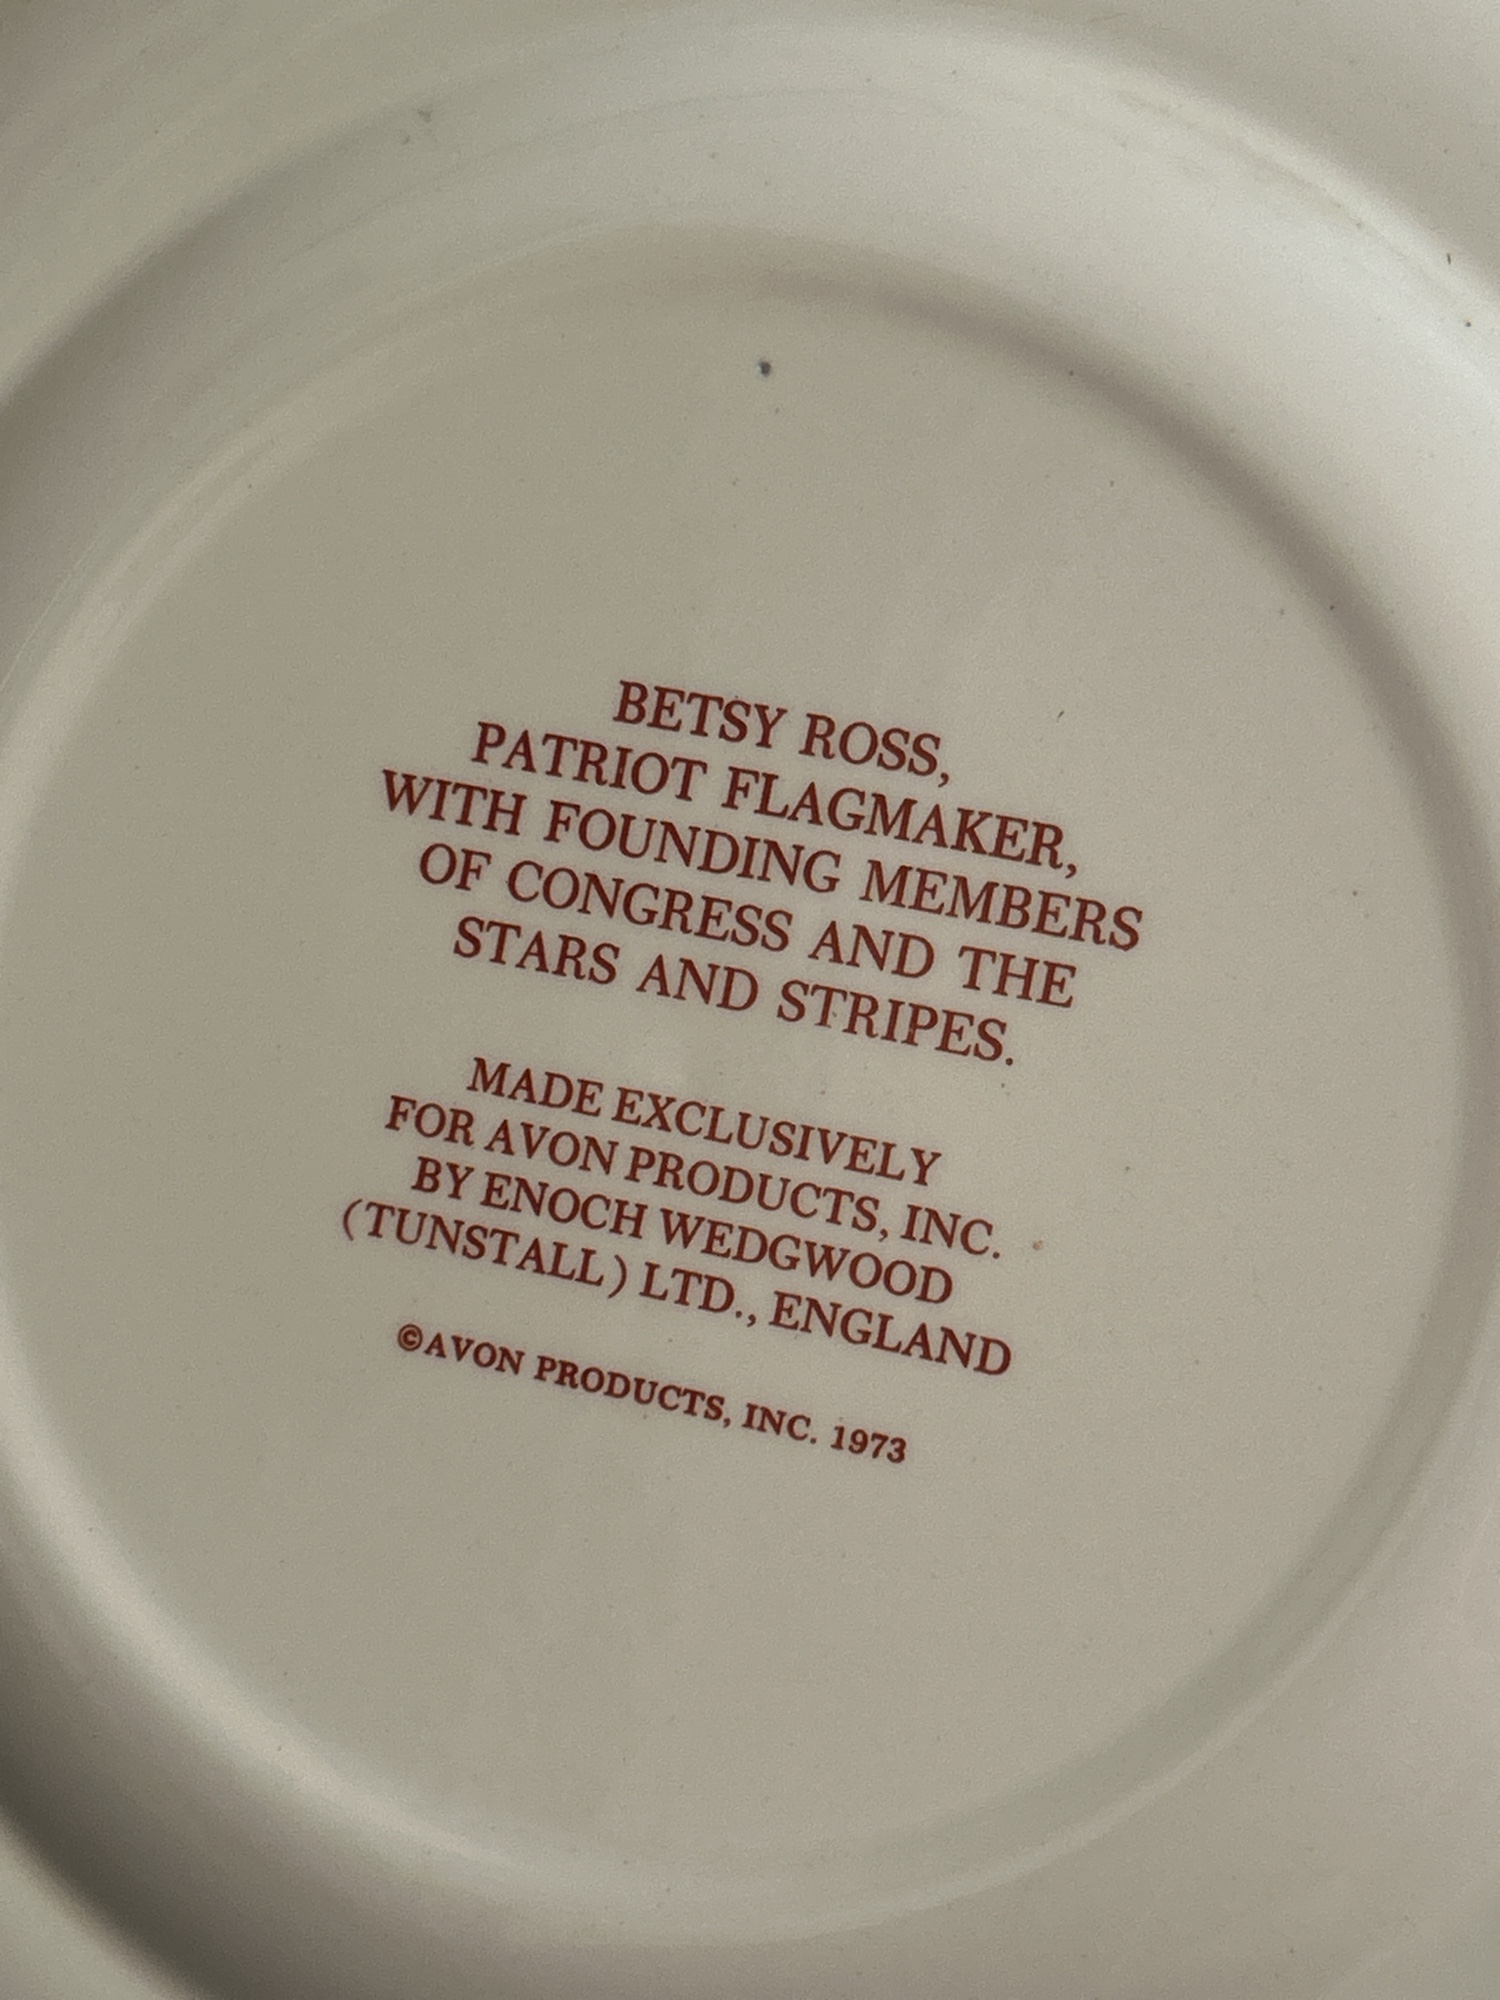 BETSY ROSS,
PATRIOT FLAGMAKER,
WITH FOUNDING MEMBERS
OF CONGRESS AND THE
STARS AND STRIPES.
MADE EXCLUSIVELY
FOR AVON PRODUCTS, INC.
BY ENOCH WEDGWOOD
(TUNSTALL) LTD., ENGLAND
©AVON PRODUCTS, INC. 1973